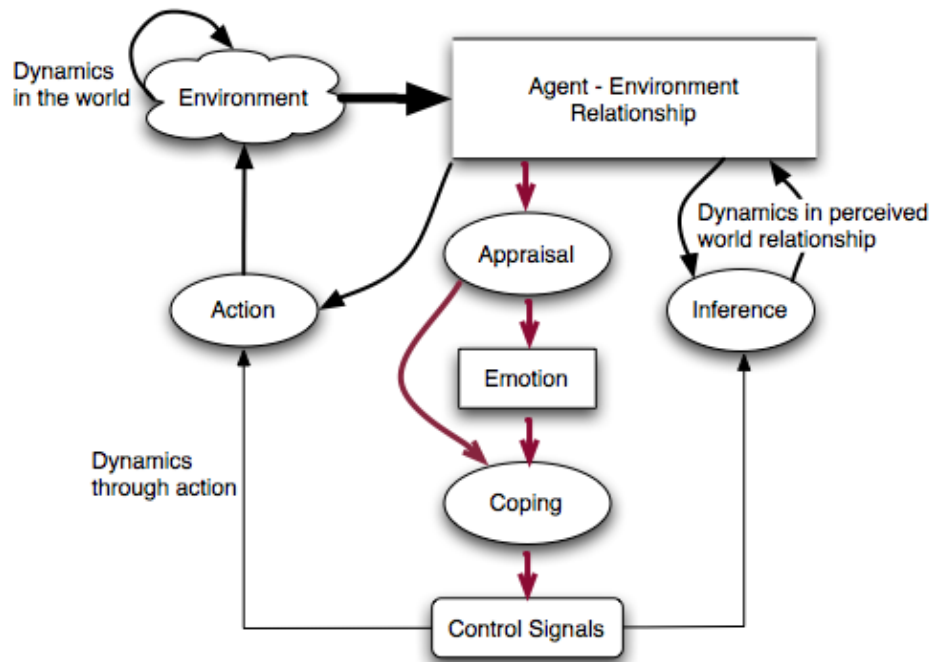 Dynamics
in the world
Environment
Agent - Environment
Relationship
Appraisal
Dynamics in perceived
world relationship
Action
Inference
Emotion
Dynamics
through action
Coping
Control Signals